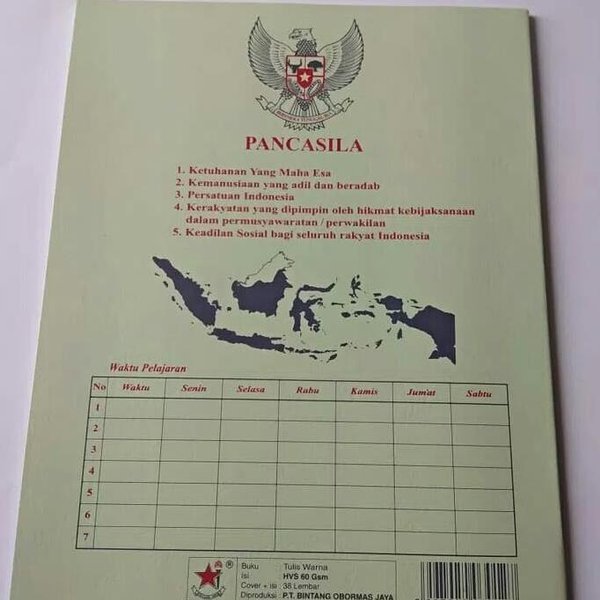 PANCASILA
1. Ketuhanan Yang Maha Esa
2. Kemanusiaan yang adil dan beradab
3. Persatuan Indonesia
4. Kerakyatan yang dipimpin oleh hikmat kebijaksanaan
dalam permusyawaratan / perwakilan
5. Keadilan Sosial bagi seluruh rakyat Indonesia
Waktu Pelajaran
No Waktu Senin Selasa Rabu Kamis Jum'at Sabtu
1
2
3
4
5
6
7
Buku : Tulis Warna
Isi : HVS 60 Gsm
Cover + isi : 38 Lembar
Diproduksi : P.T. BINTANG OBORMAS JAYA
®